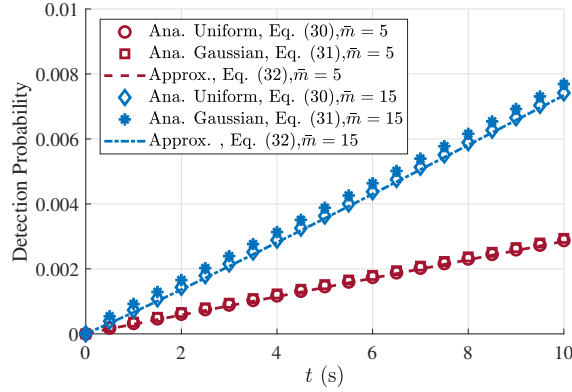 0.01
0.008
0.006
0.004
0.002
0
Detection Probability
Ana. Uniform, Eq. (30),m̄ = 5
Ana. Gaussian, Eq. (31),m̄ = 5
Approx., Eq. (32),m̄ = 5
Ana. Uniform, Eq. (30),m̄ = 15
Ana. Gaussian, Eq. (31),m̄ = 15
Approx. , Eq. (32),m̄ = 15
0 2 4 6 8 10
t (s)